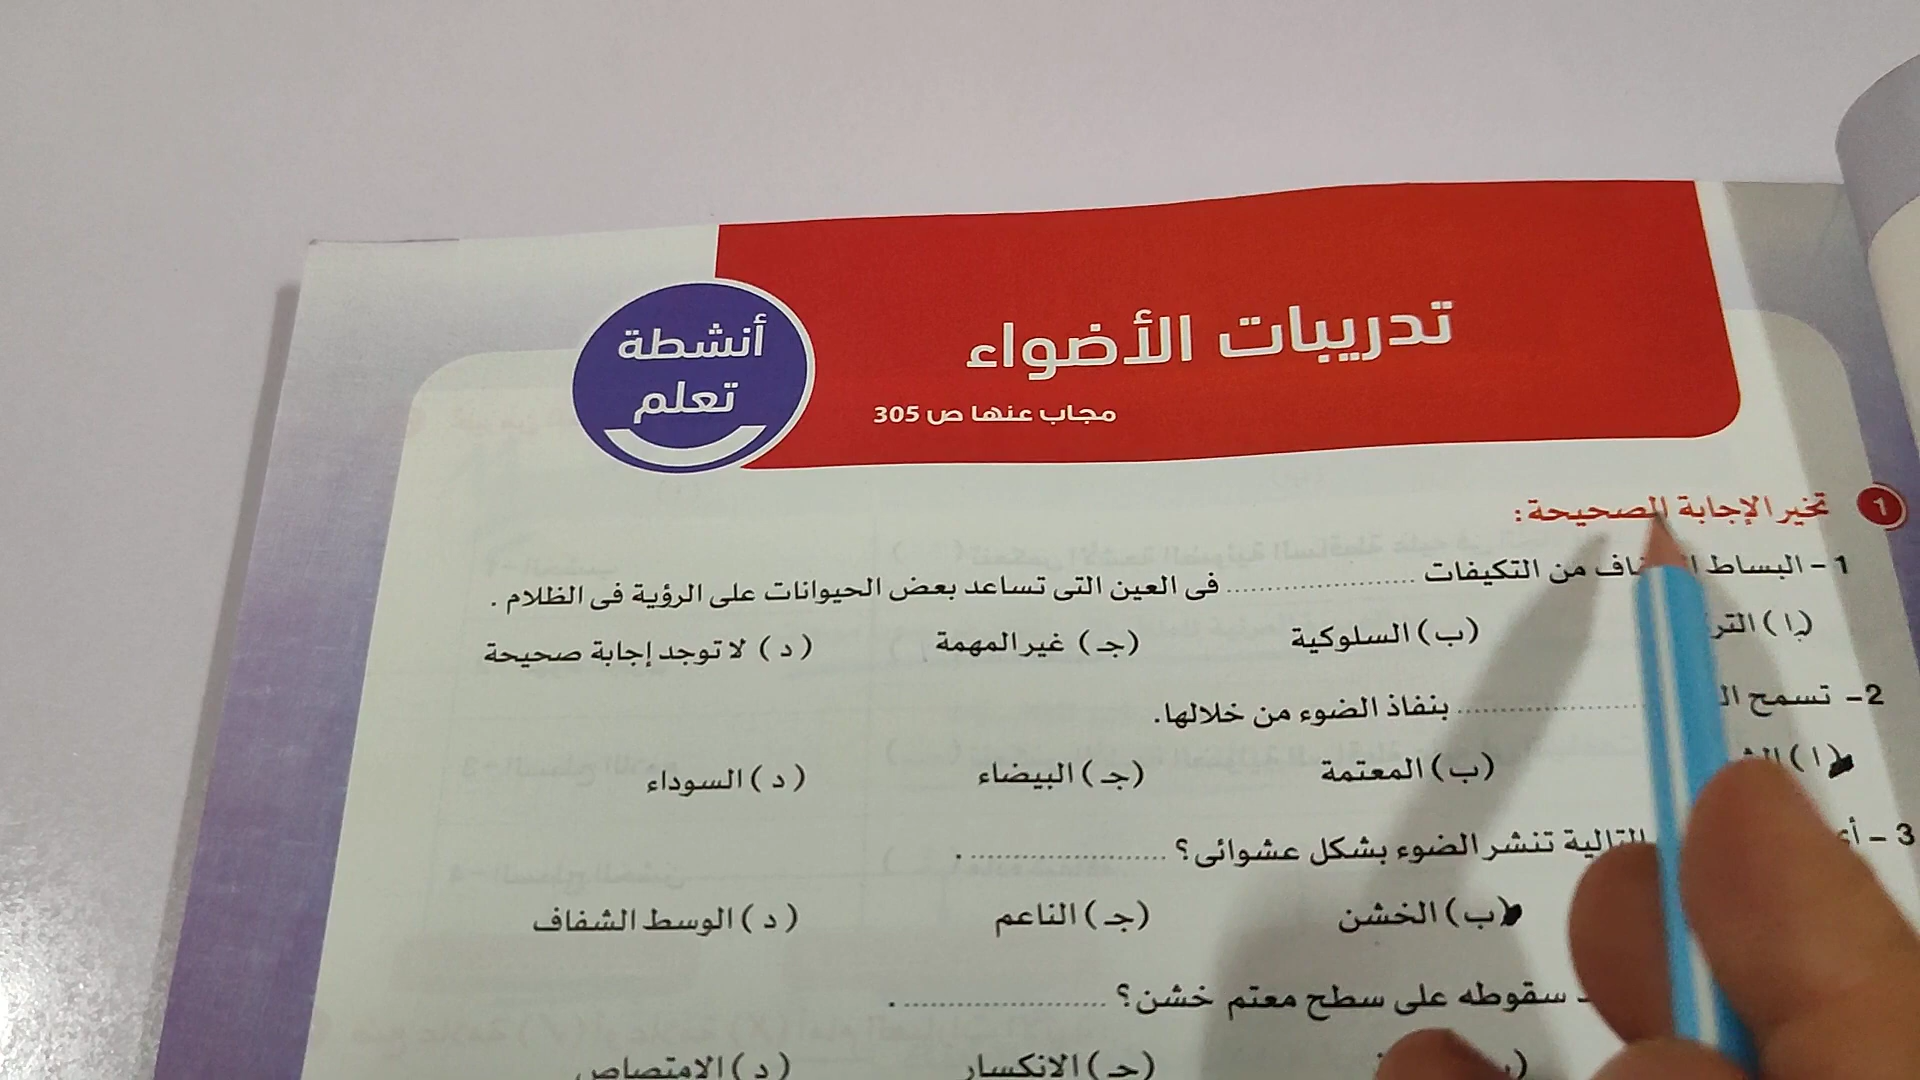 تدريبات الأضواء
مجاب عنها ص 305
أنشطة
تعلم
1 تخير الإجابة الصحيحة :
1 - البساط من التكيفات .................... فى العين التى تساعد بعض الحيوانات على الرؤية فى الظلام .
( ا ) ( ب ) السلوكية ( جـ ) غير المهمة ( د ) لا توجد إجابة صحيحة
2 - تسمح .................... بنفاذ الضوء من خلالها.
( ا ) ( ب ) المعتمة ( جـ ) البيضاء ( د ) السوداء
3 - التالية تنشر الضوء بشكل عشوائى؟ .................... .
( ب ) الخشن ( جـ ) الناعم ( د ) الوسط الشفاف
سقوطه على سطح معتم خشن؟ .................... .
( جـ ) الانكسار ( د ) الامتصاص